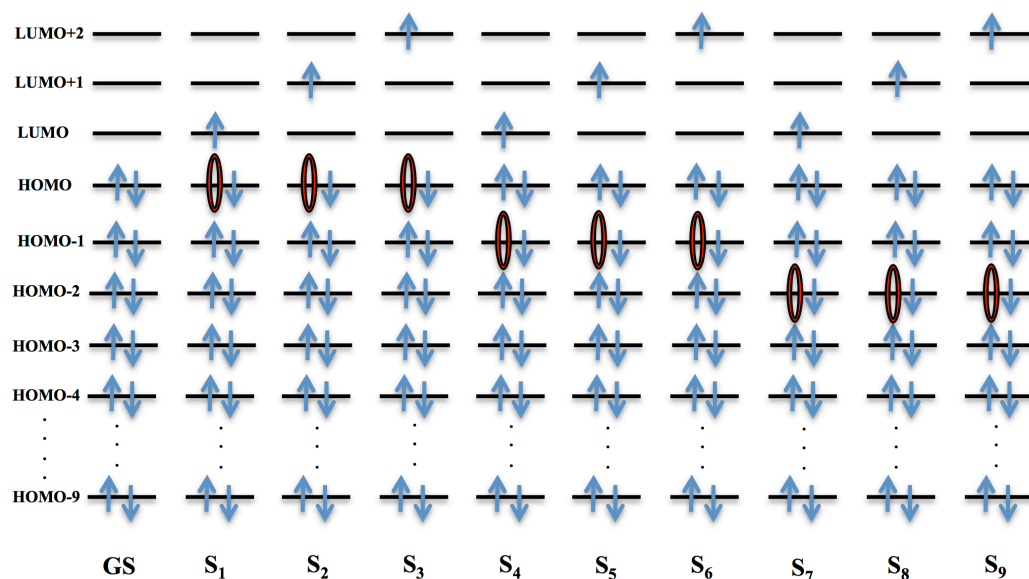 LUMO+2
LUMO+1
LUMO
HOMO
HOMO-1
HOMO-2
HOMO-3
HOMO-4
HOMO-9
GS S₁ S₂ S₃ S₄ S₅ S₆ S₇ S₈ S₉